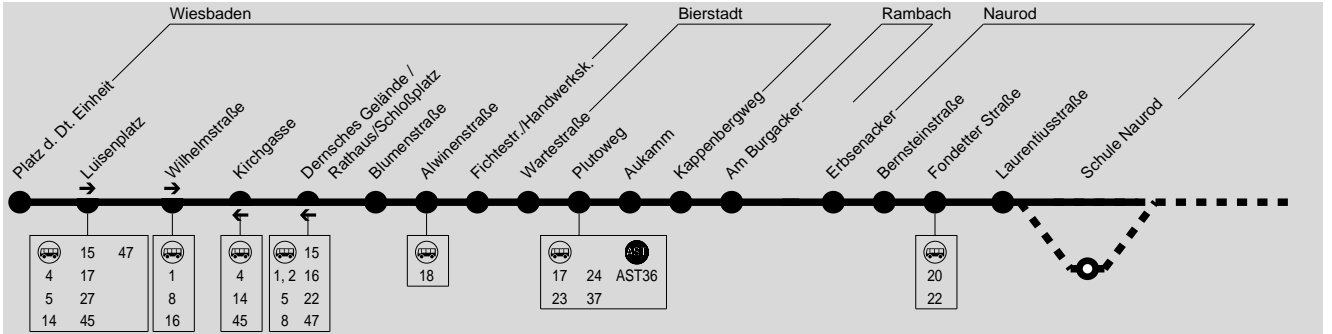 Wiesbaden
Bierstadt
Rambach
Naurod
Platz d. Dt. Einheit
Luisenplatz
Wilhelmstraße
Kirchgasse
Dernsches Gelände /
Rathaus/Schloßplatz
Blumenstraße
Alwinenstraße
Fichtestr./Handwerksk.
Wartestraße
Plutoweg
Aukamm
Kappenbergweg
Am Burgacker
Erbsenacker
Bernsteinstraße
Fondetter Straße
Laurentiusstraße
Schule Naurod
15 47
4 17
5 27
14 45
1
8
16
4
14
45
15
1, 2 16
5 22
8 47
18
AST
17 24 AST36
23 37
20
22